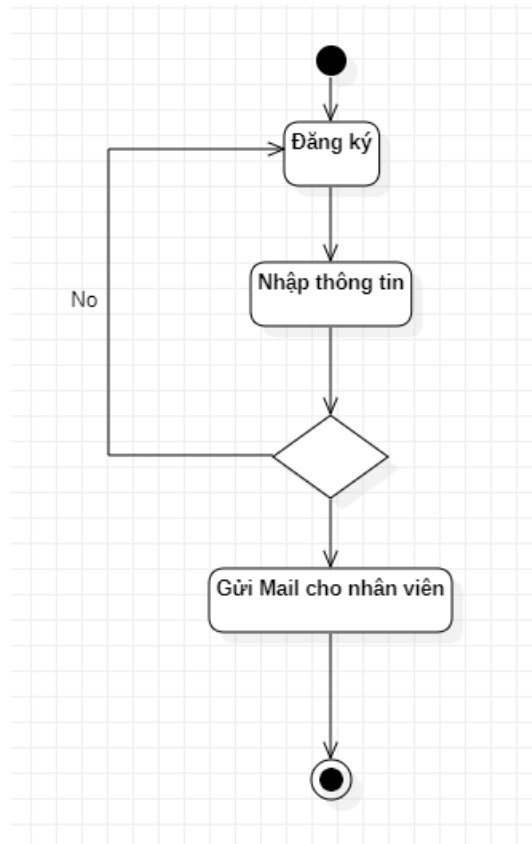 Đăng ký
Nhập thông tin
No
Gửi Mail cho nhân viên